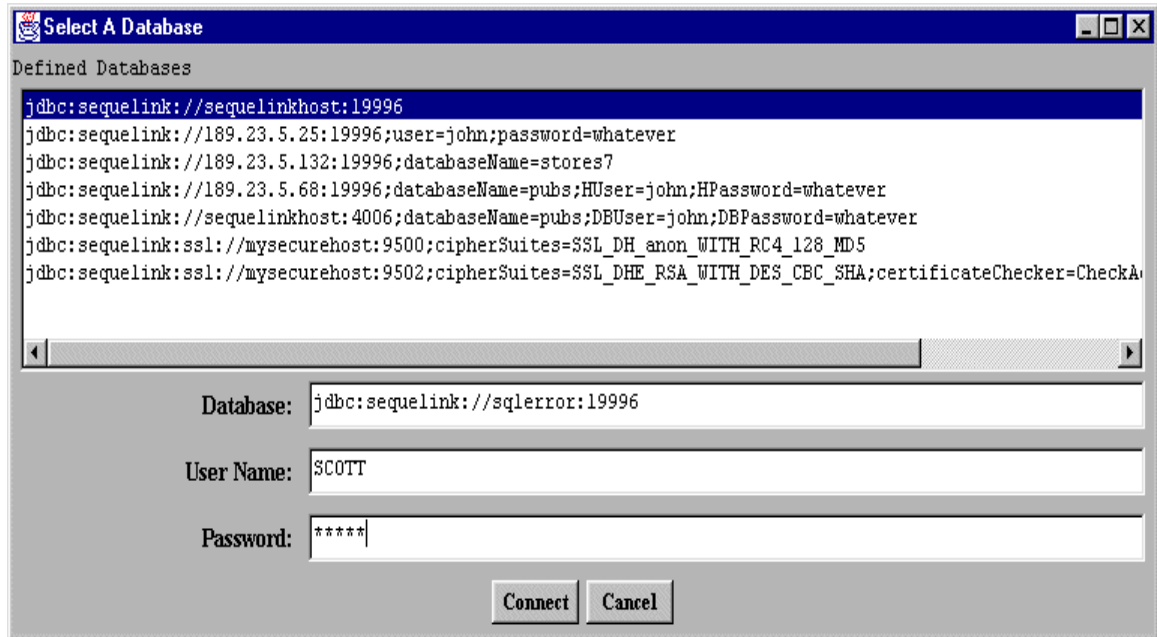 Select A Database
Defined Databases
jdbc:sequelink://sequelinkhost:19996
jdbc:sequelink://189.23.5.25:19996;user=john;password=whatever
jdbc:sequelink://189.23.5.132:19996;databaseName=stores7
jdbc:sequelink://189.23.5.68:19996;databaseName=pubs;HUser=john;HPassword=whatever
jdbc:sequelink://sequelinkhost:4006;databaseName=pubs;DBUser=john;DBPassword=whatever
jdbc:sequelink:ssl://mysecurehost:9500;cipherSuites=SSL_DH_anon_WITH_RC4_128_MD5
jdbc:sequelink:ssl://mysecurehost:9502;cipherSuites=SSL_DHE_RSA_WITH_DES_CBC_SHA;certificateChecker=CheckA
Database: jdbc:sequelink://sqlerror:19996
User Name: SCOTT
Password: *****
Connect Cancel